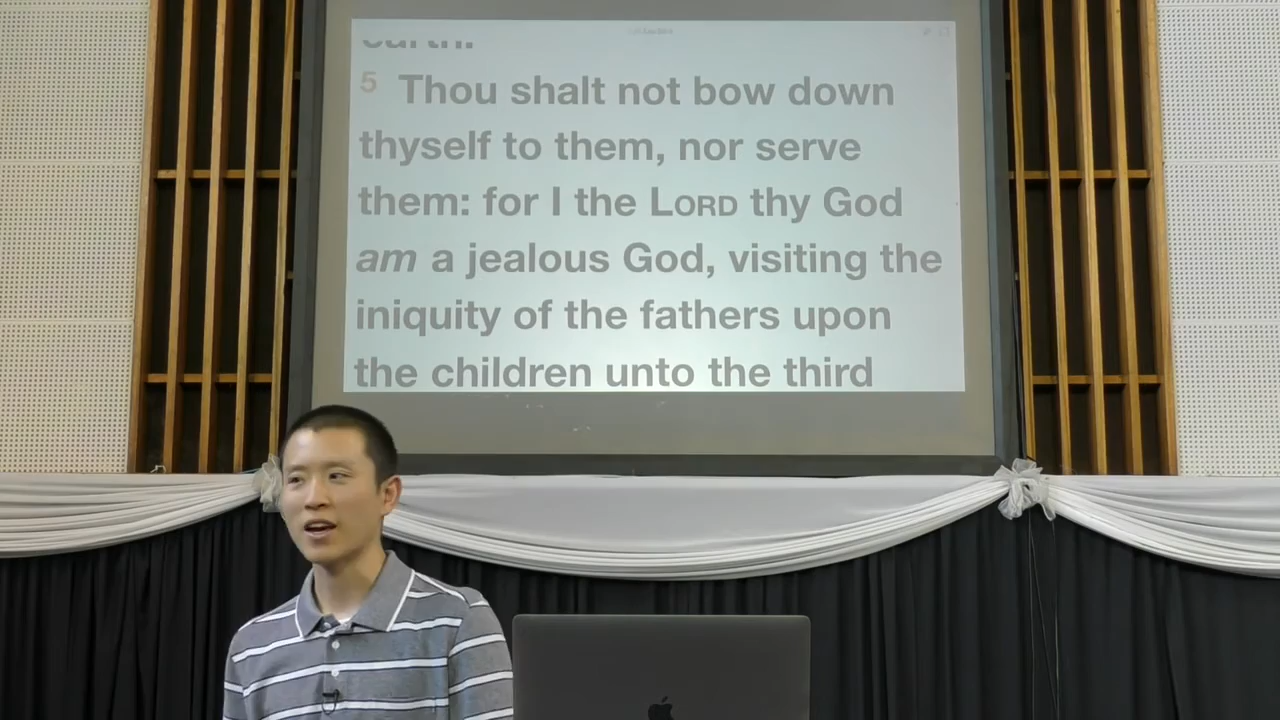 earth.
5 Thou shalt not bow down
thyself to them, nor serve
them: for I the LORD thy God
am a jealous God, visiting the
iniquity of the fathers upon
the children unto the third